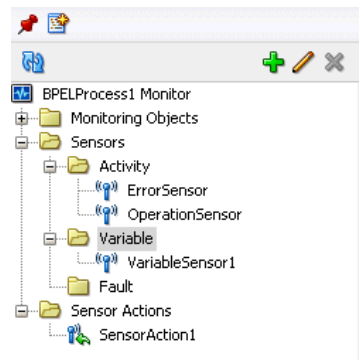 BPELProcess1 Monitor
Monitoring Objects
Sensors
Activity
ErrorSensor
OperationSensor
Variable
VariableSensor1
Fault
Sensor Actions
SensorAction1